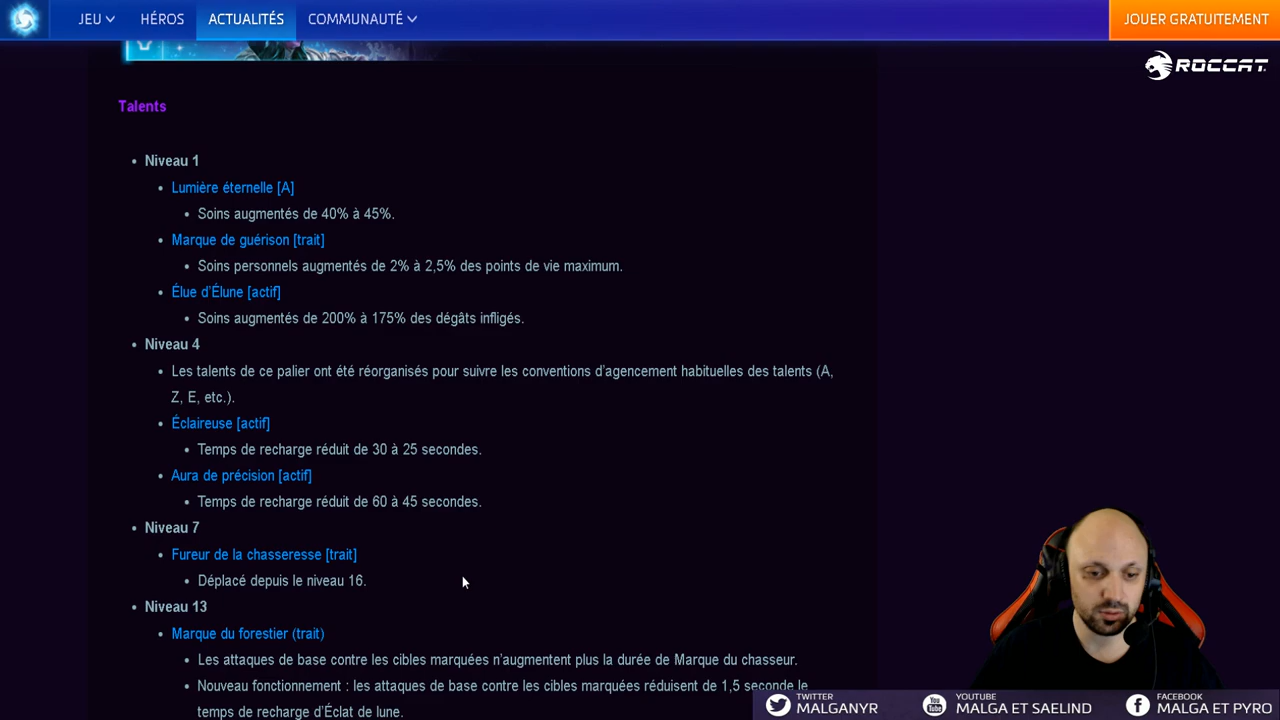 JEU HÉROS ACTUALITÉS COMMUNAUTÉ JOUER GRATUITEMENT
ROCCAT
Talents
Niveau 1
Lumière éternelle [A]
Soins augmentés de 40% à 45%.
Marque de guérison [trait]
Soins personnels augmentés de 2% à 2,5% des points de vie maximum.
Élue d'Élune [actif]
Soins augmentés de 200% à 175% des dégâts infligés.
Niveau 4
Les talents de ce palier ont été réorganisés pour suivre les conventions d'agencement habituelles des talents (A,
Z, E, etc.).
Éclaireuse [actif]
Temps de recharge réduit de 30 à 25 secondes.
Aura de précision [actif]
Temps de recharge réduit de 60 à 45 secondes.
Niveau 7
Fureur de la chasseresse [trait]
Déplacé depuis le niveau 16.
Niveau 13
Marque du forestier (trait)
Les attaques de base contre les cibles marquées n'augmentent plus la durée de Marque du chasseur.
Nouveau fonctionnement : les attaques de base contre les cibles marquées réduisent de 1,5 seconde le
temps de recharge d'Éclat de lune.
TWITTER
MALGANYR
YOUTUBE
MALGA ET SAELIND
FACEBOOK
MALGA ET PYRO